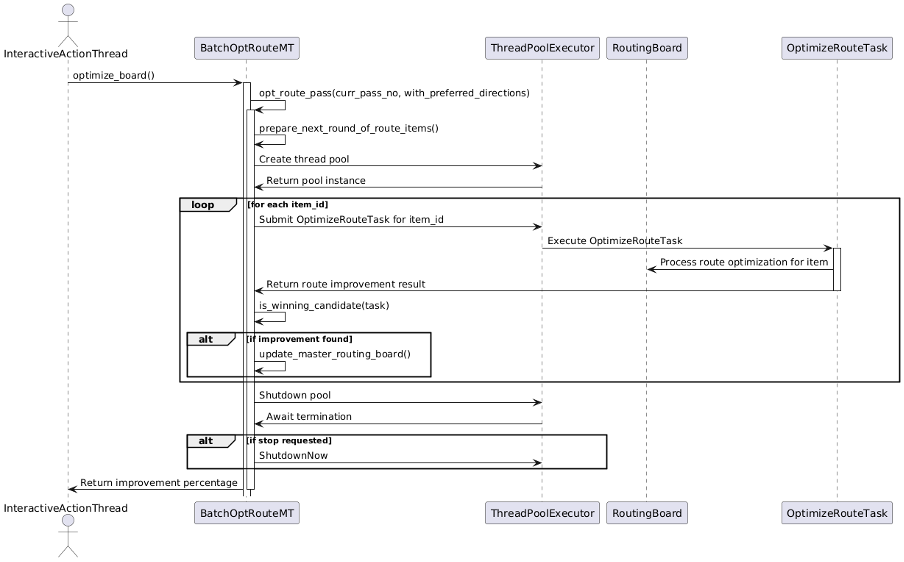 InteractiveActionThread
BatchOptRouteMT
ThreadPoolExecutor
RoutingBoard
OptimizeRouteTask
optimize_board()
opt_route_pass(curr_pass_no, with_preferred_directions)
prepare_next_round_of_route_items()
Create thread pool
Return pool instance
loop [for each item_id]
Submit OptimizeRouteTask for item_id
Execute OptimizeRouteTask
Process route optimization for item
Return route improvement result
is_winning_candidate(task)
alt [if improvement found]
update_master_routing_board()
Shutdown pool
Await termination
alt [if stop requested]
ShutdownNow
Return improvement percentage
InteractiveActionThread
BatchOptRouteMT
ThreadPoolExecutor
RoutingBoard
OptimizeRouteTask